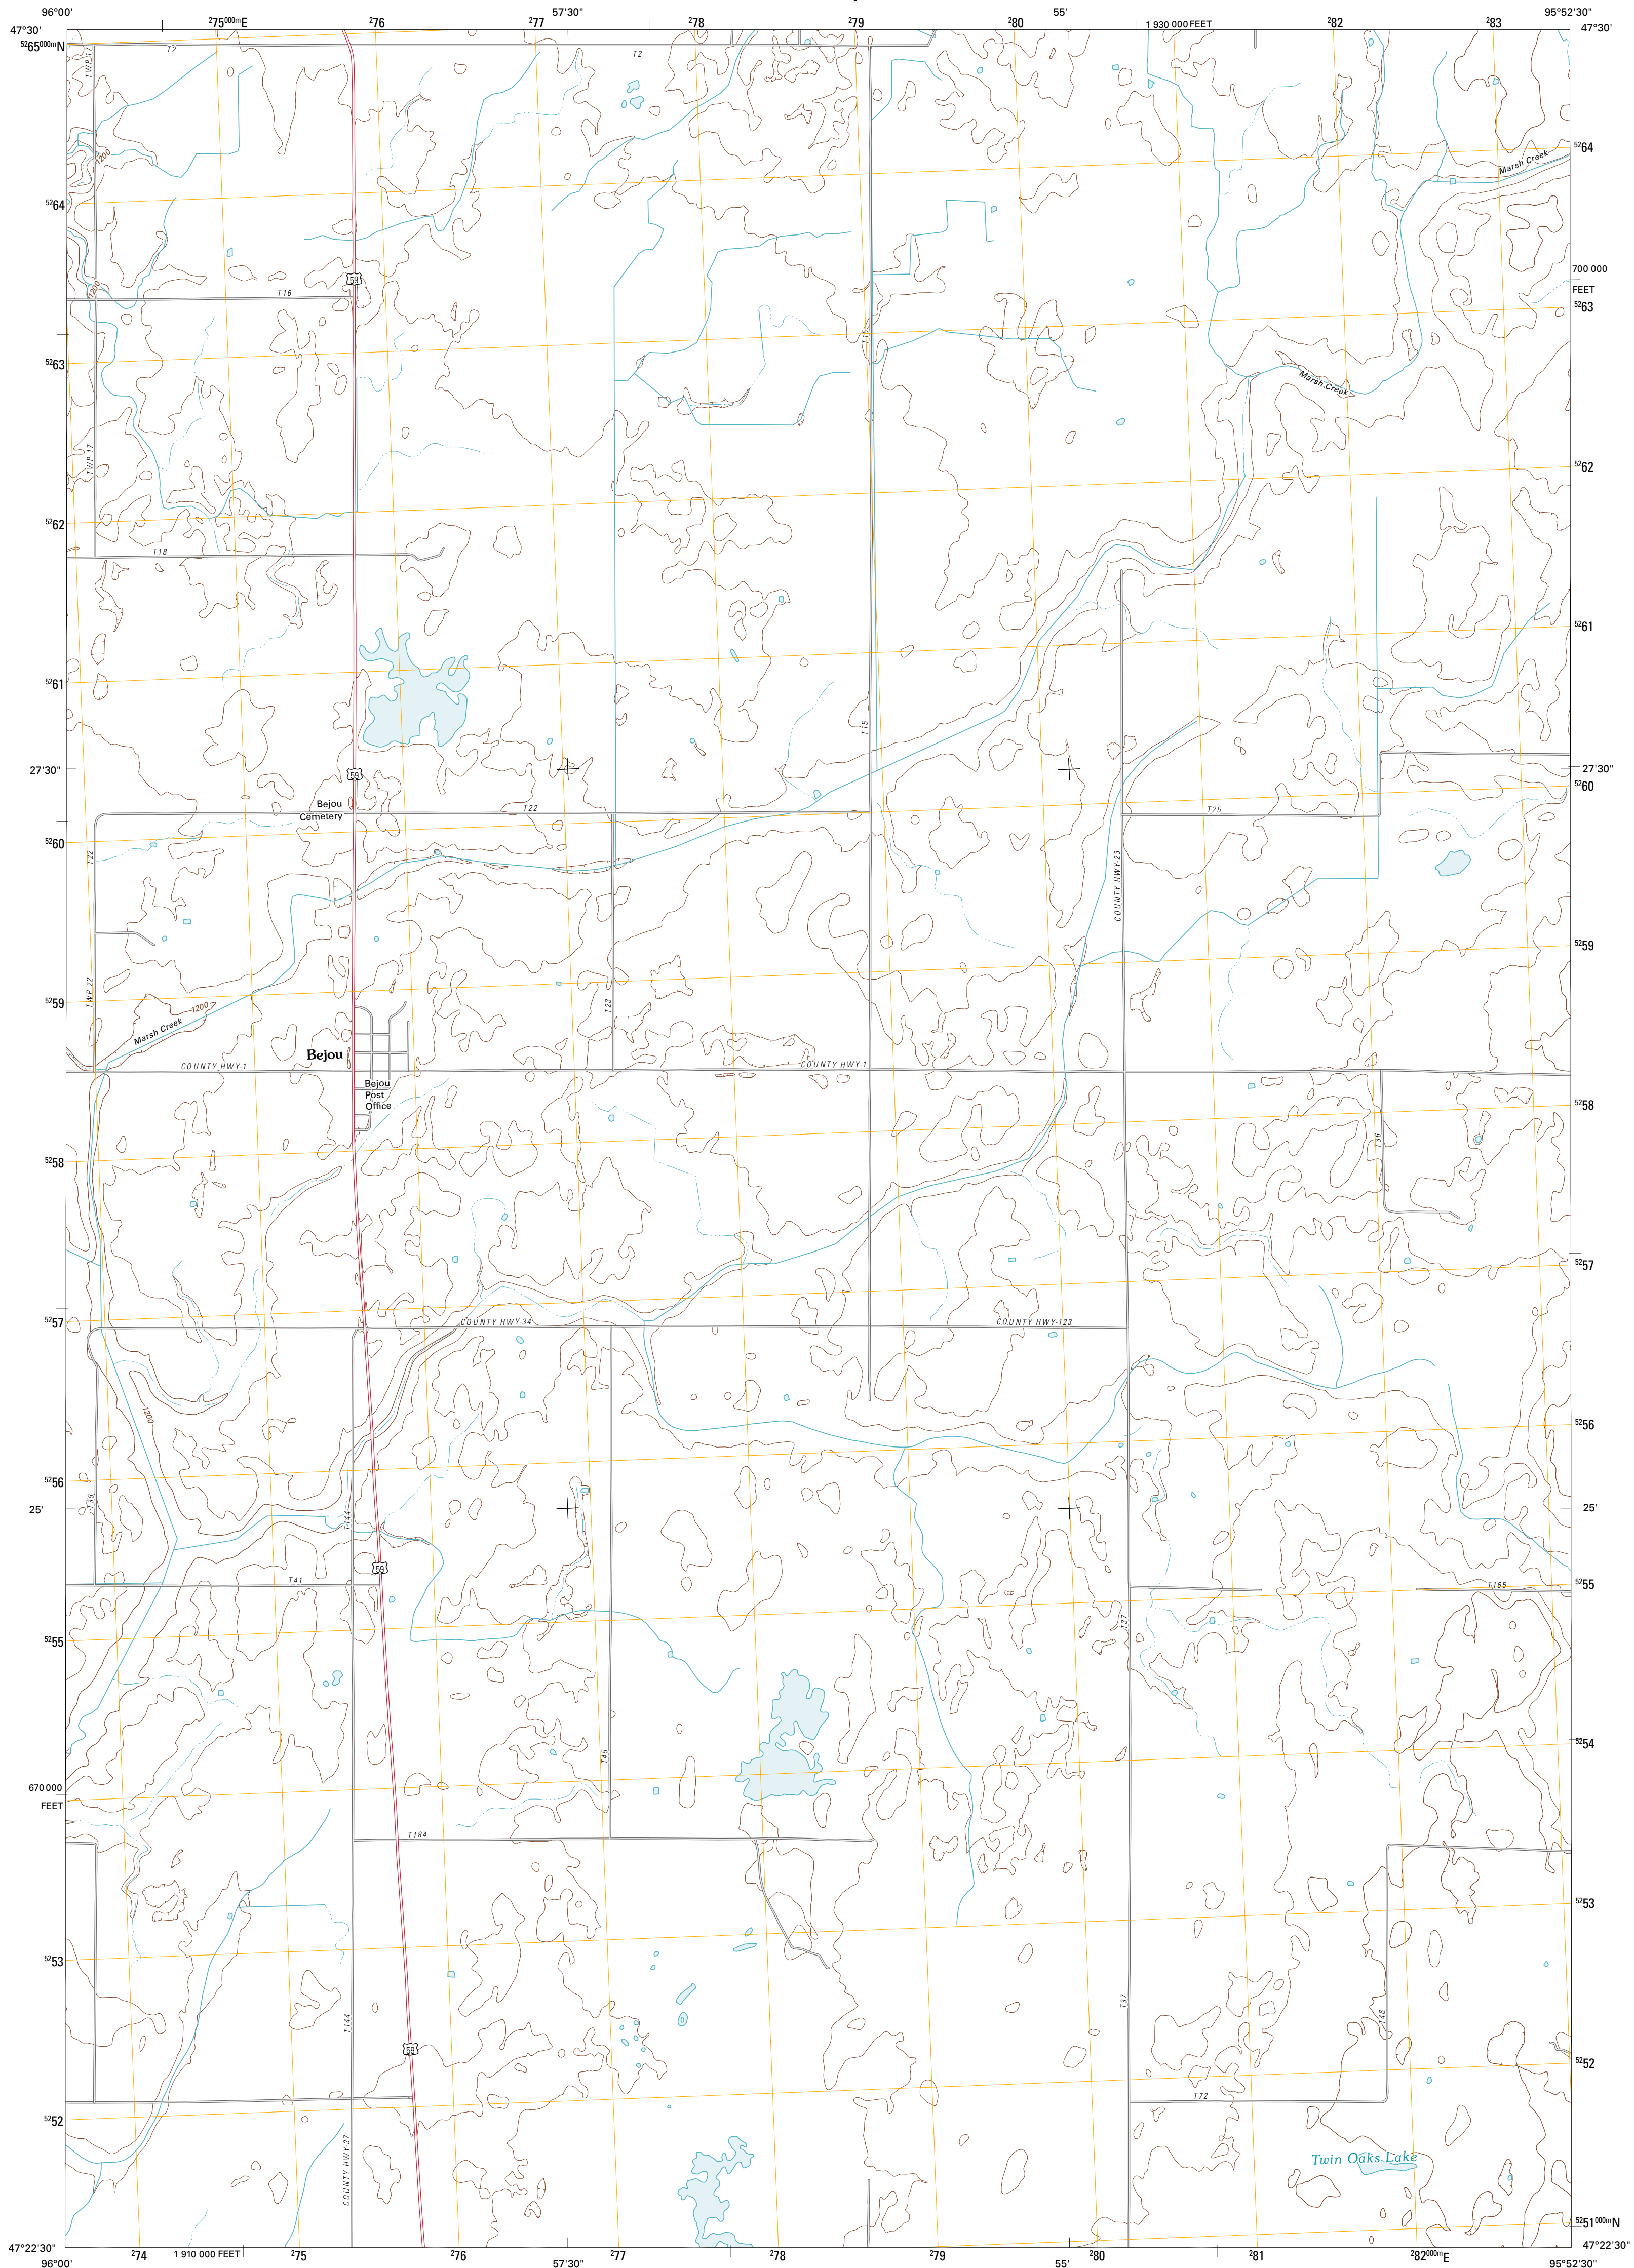 96°00' 275000mE 276 277 57'30" 278 279 280 55' 1 930 000 FEET 282 283 95°52'30"
47°30' 47°30'
5265000mN
TWP 17
T2
T2
Marsh Creek
1200
5264
5264
700 000
FEET
59
1200
T16
5263
T15
5263
Marsh Creek
TWP 17
5262
5262
T18
5261
5261
T15
27'30"
59
27'30"
5260
Bejou
Cemetery
T22
T25
5260
T22
COUNTY HWY-23
5259
TWP 22
5259
1200
T23
Marsh Creek
Bejou
COUNTY HWY-1
COUNTY HWY-1
Bejou
Post
Office
5258
T36
5258
5257
5257
COUNTY HWY-34
COUNTY HWY-123
1200
5256
5256
T39
25'
T144
25'
59
T41
5255
T165
T37
5255
5254
T45
670 000
FEET
T184
5253
5253
T144
T37
T46
59
5252
5252
T72
COUNTY HWY-37
Twin Oaks Lake
5251000mN
47°22'30" 47°22'30"
96°00' 274 1 910 000 FEET 275 276 57'30" 277 278 279 55' 280 281 282000mE 95°52'30"